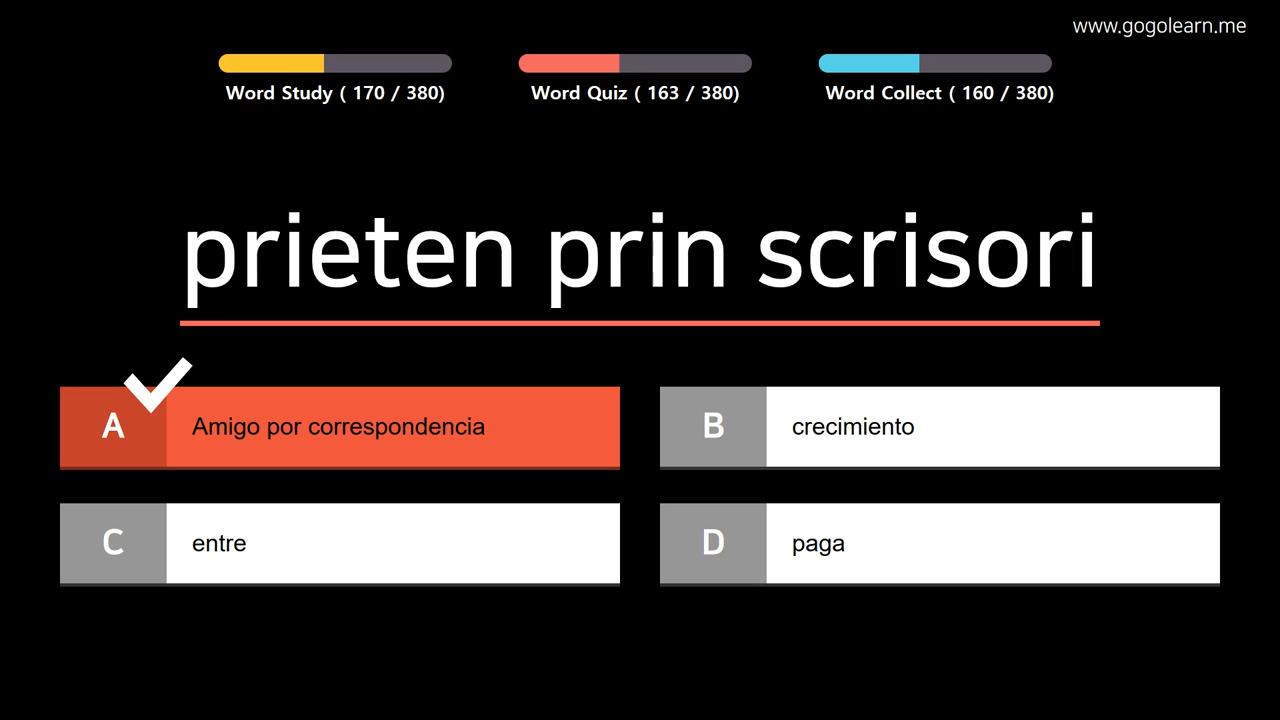 www.gogolearn.me
Word Study ( 170 / 380)
Word Quiz ( 163 / 380)
Word Collect ( 160 / 380)
prieten prin scrisori
A Amigo por correspondencia
B crecimiento
C entre
D paga